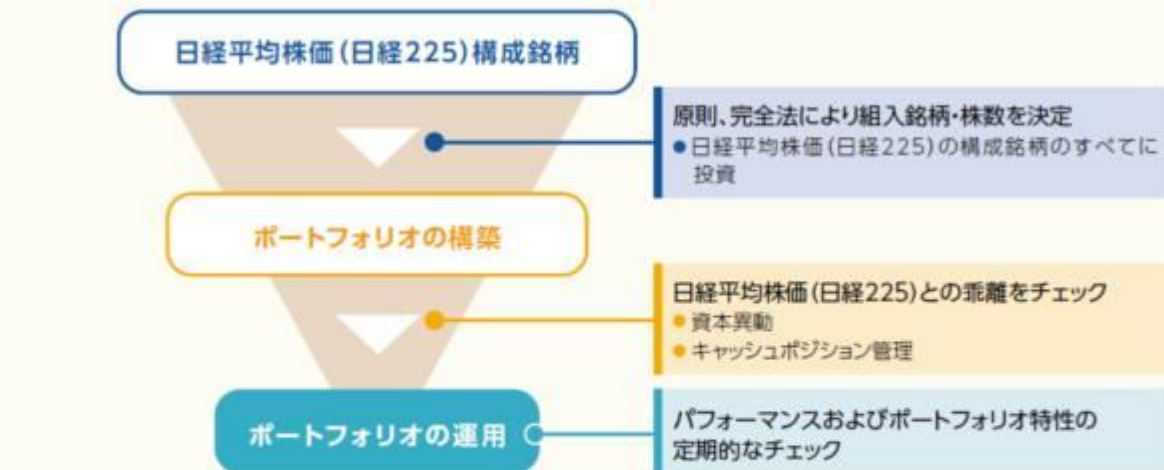 日経平均株価(日経225)構成銘柄
原則、完全法により組入銘柄・株数を決定
●日経平均株価(日経225)の構成銘柄のすべてに
投資
ポートフォリオの構築
日経平均株価(日経225)との乖離をチェック
●資本異動
●キャッシュポジション管理
ポートフォリオの運用
パフォーマンスおよびポートフォリオ特性の
定期的なチェック